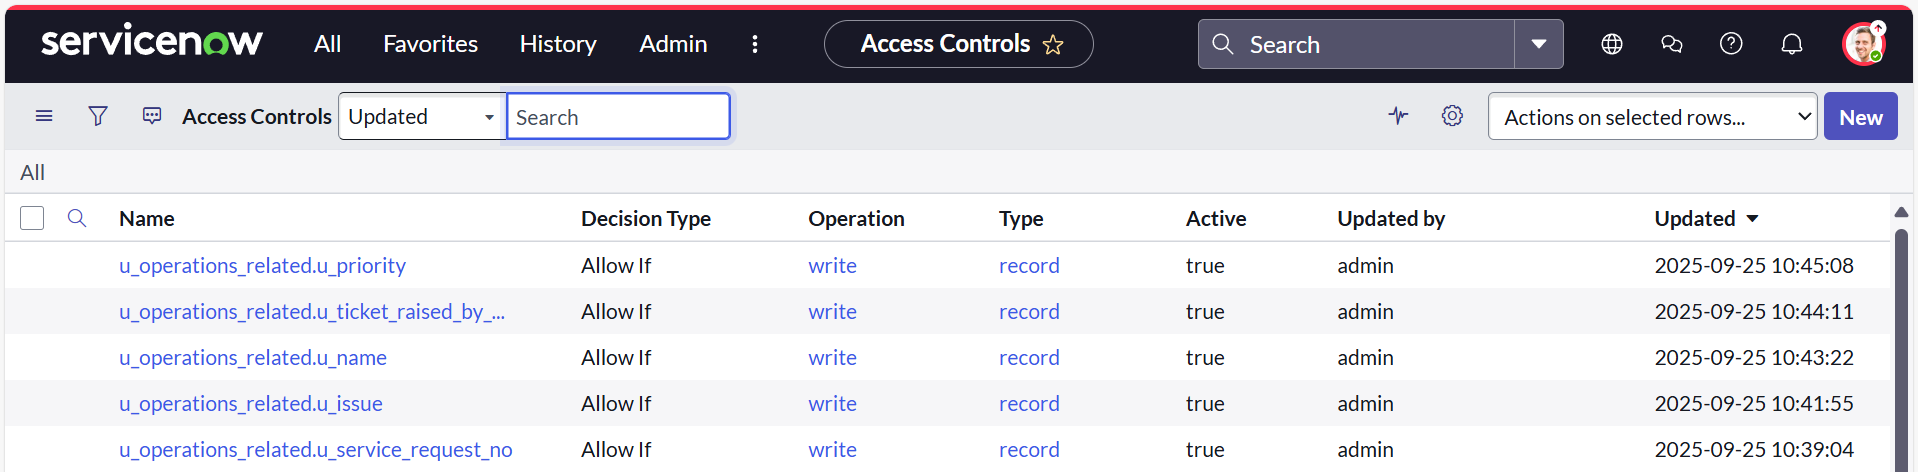 servicenow All Favorites History Admin Access Controls Search
Access Controls Updated Search Actions on selected rows... New
All
Name Decision Type Operation Type Active Updated by Updated
u_operations_related.u_priority Allow If write record true admin 2025-09-25 10:45:08
u_operations_related.u_ticket_raised_by_... Allow If write record true admin 2025-09-25 10:44:11
u_operations_related.u_name Allow If write record true admin 2025-09-25 10:43:22
u_operations_related.u_issue Allow If write record true admin 2025-09-25 10:41:55
u_operations_related.u_service_request_no Allow If write record true admin 2025-09-25 10:39:04